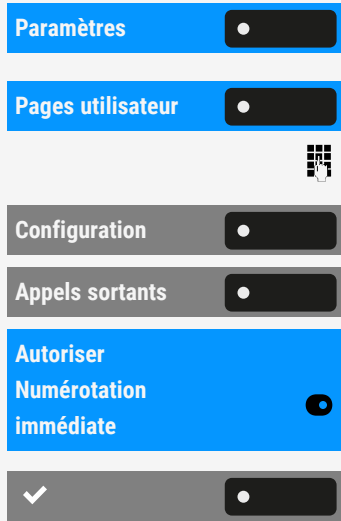 Paramètres
Pages utilisateur
Configuration
Appels sortants
Autoriser
Numérotation
immédiate